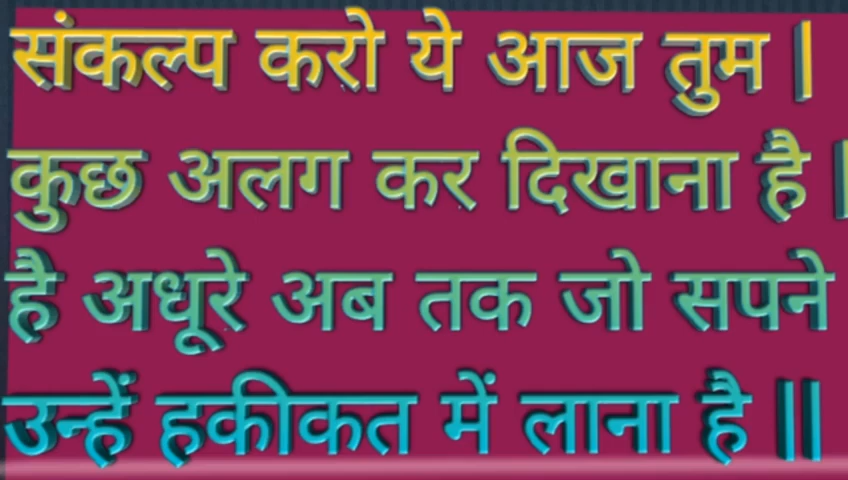 संकल्प करो ये आज तुम |
कुछ अलग कर दिखाना है |
है अधूरे अब तक जो सपने
उन्हें हकीकत में लाना है ||